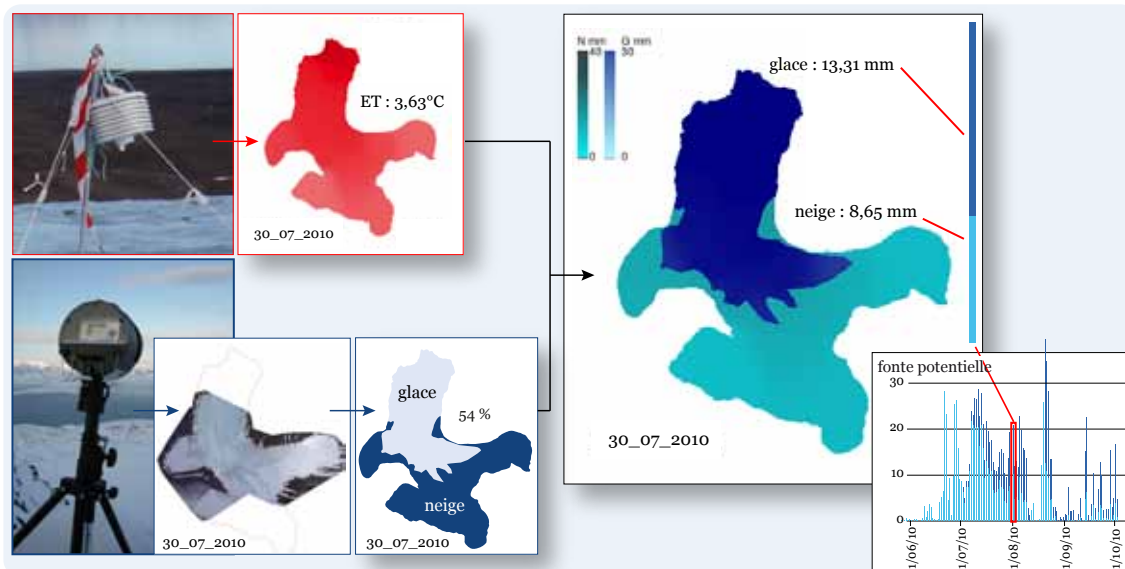 ET : 3,63°C
30_07_2010
glace
54 %
neige
30_07_2010
30_07_2010
N mm G mm
40 30
0 0
glace : 13,31 mm
neige : 8,65 mm
30_07_2010
fonte potentielle
30
20
10
0
1/06/10
1/07/10
1/08/10
1/09/10
1/10/10